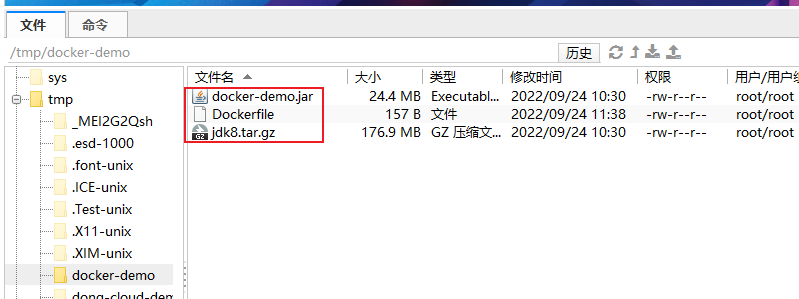 文件 命令
/tmp/docker-demo 历史
sys
tmp
_MEI2G2Qsh
.esd-1000
.font-unix
.ICE-unix
.Test-unix
.X11-unix
.XIM-unix
docker-demo
文件名 大小 类型 修改时间 权限 用户/用户组
docker-demo.jar 24.4 MB Executabl... 2022/09/24 10:30 -rw-r--r-- root/root
Dockerfile 157 B 文件 2022/09/24 11:38 -rw-r--r-- root/root
jdk8.tar.gz 176.9 MB GZ 压缩文... 2022/09/24 10:30 -rw-r--r-- root/root